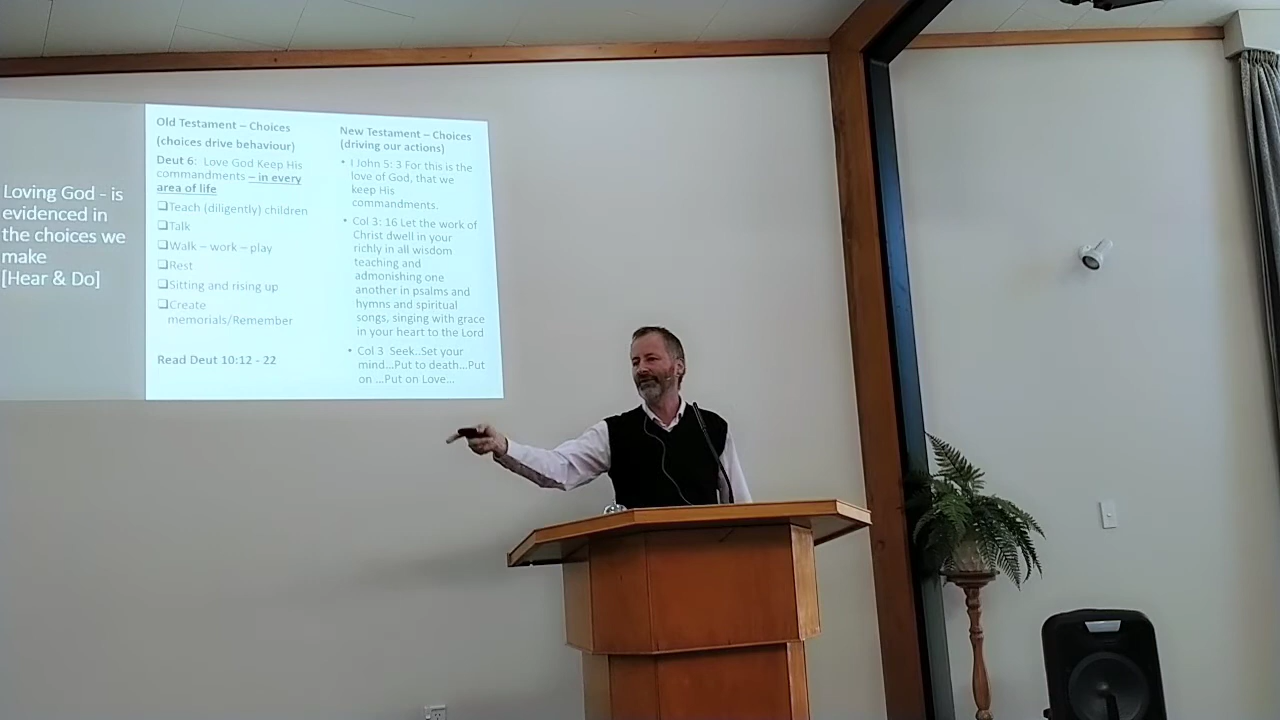 Loving God - is
evidenced in
the choices we
make
[Hear & Do]
Old Testament – Choices
(choices drive behaviour)
Deut 6: Love God Keep His
commandments – in every
area of life
❑Teach (diligently) children
❑Talk
❑Walk – work – play
❑Rest
❑Sitting and rising up
❑Create
memorials/Remember
Read Deut 10:12 - 22
New Testament – Choices
(driving our actions)
• I John 5: 3 For this is the
love of God, that we
keep His
commandments.
• Col 3: 16 Let the work of
Christ dwell in your
richly in all wisdom
teaching and
admonishing one
another in psalms and
hymns and spiritual
songs, singing with grace
in your heart to the Lord
• Col 3 Seek..Set your
mind...Put to death...Put
on ...Put on Love...